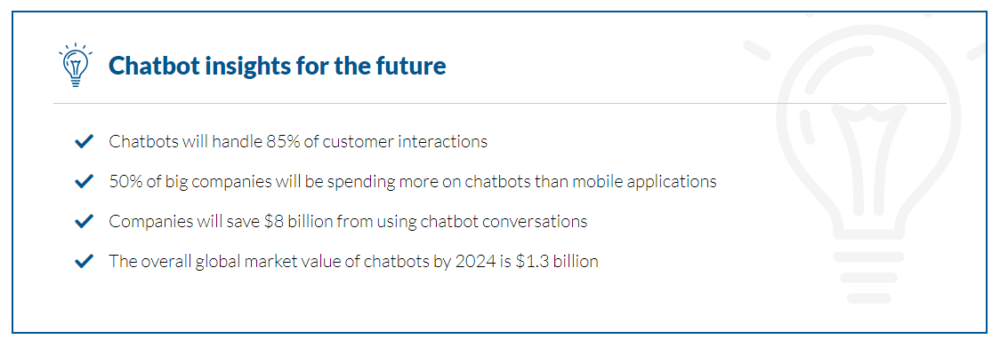 Chatbot insights for the future
Chatbots will handle 85% of customer interactions
50% of big companies will be spending more on chatbots than mobile applications
Companies will save $8 billion from using chatbot conversations
The overall global market value of chatbots by 2024 is $1.3 billion